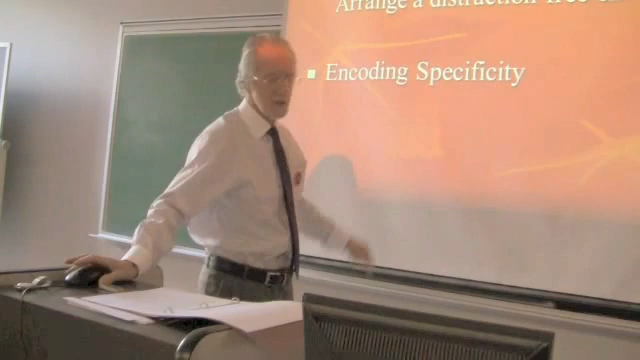 Arrange a distraction free
Encoding Specificity